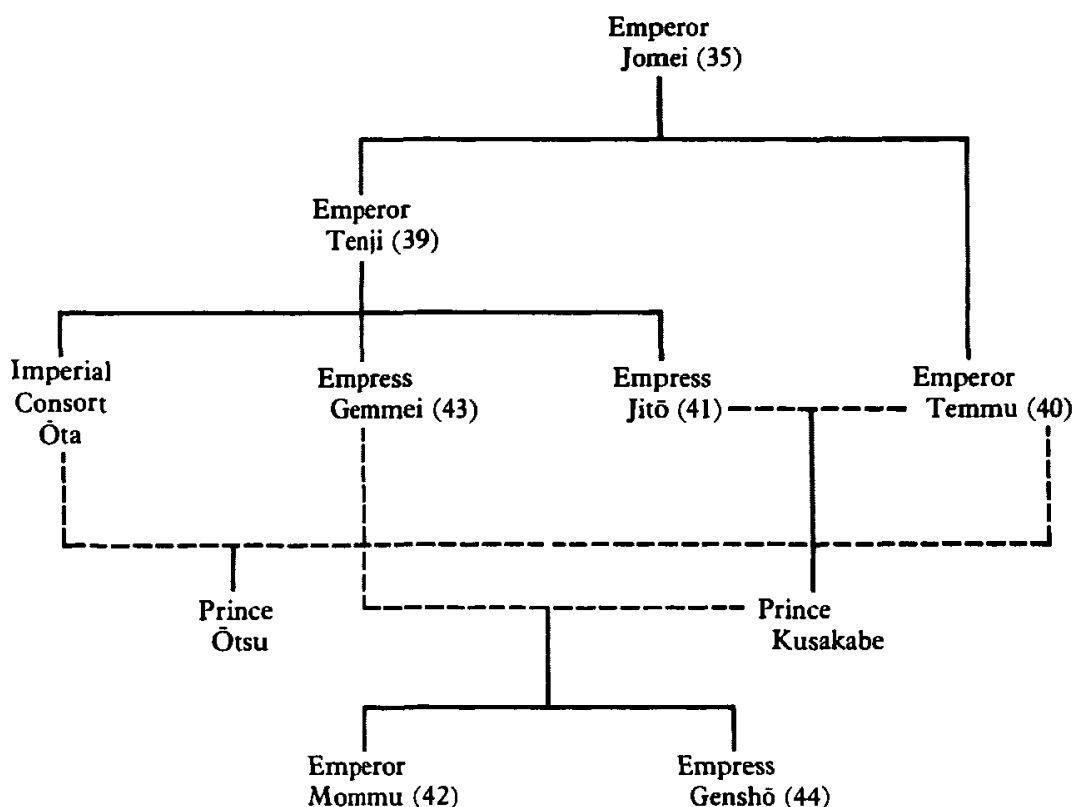 Emperor
Jomei (35)
Emperor
Tenji (39)
Imperial
Consort
Ōta
Empress
Gemmei (43)
Empress
Jitō (41)
Emperor
Temmu (40)
Prince
Ōtsu
Prince
Kusakabe
Emperor
Mommu (42)
Empress
Genshō (44)